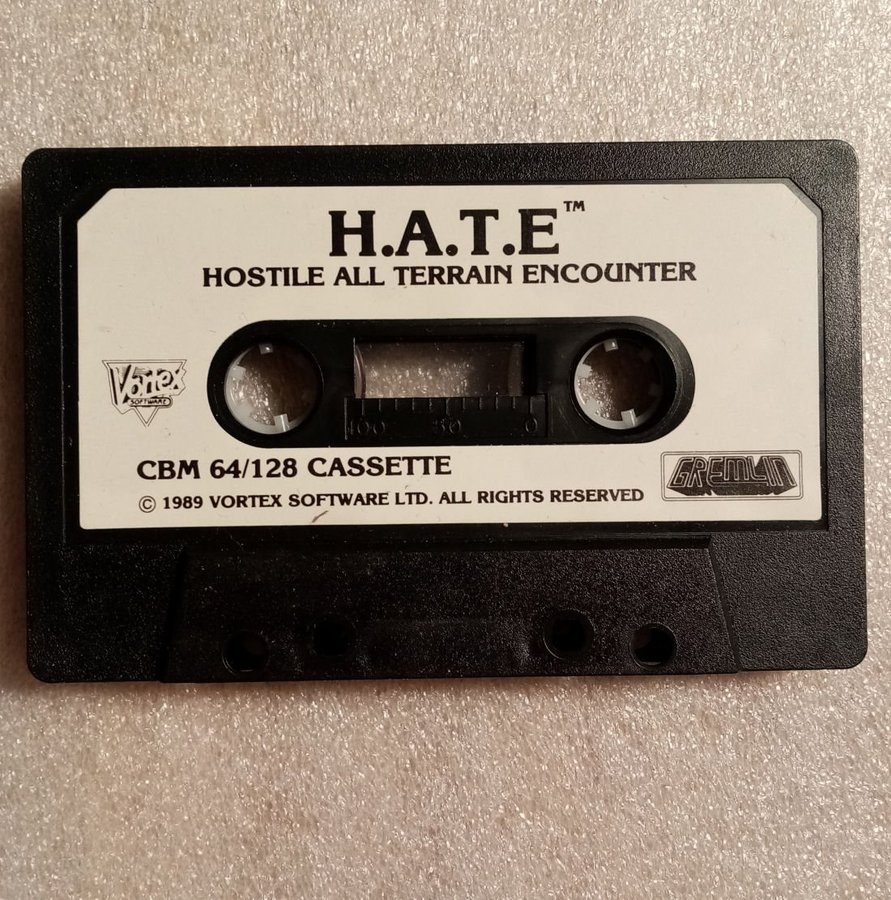 H.A.T.E™
HOSTILE ALL TERRAIN ENCOUNTER
Vortex
SOFTWARE
100 50 0
CBM 64/128 CASSETTE
GREMLIN
© 1989 VORTEX SOFTWARE LTD. ALL RIGHTS RESERVED